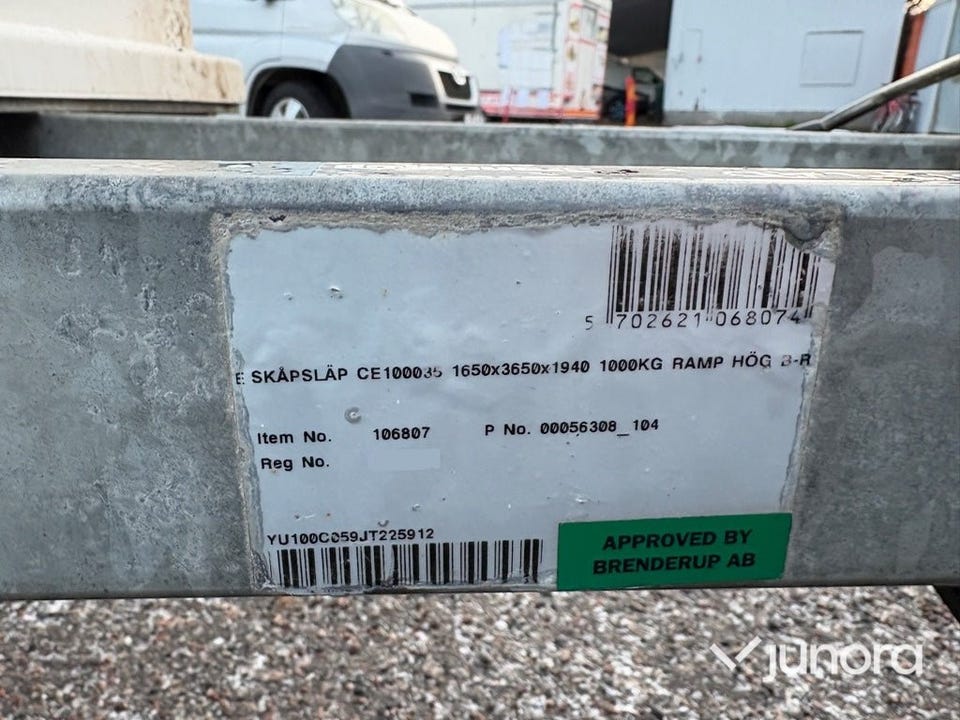 5 702621 068074
E SKÅPSLÄP CE100035 1650x3650x1940 1000KG RAMP HÖG B-R
Item No. 106807 P No. 00056308_104
Reg No.
YU100C059JT225912
APPROVED BY
BRENDERUP AB
junora